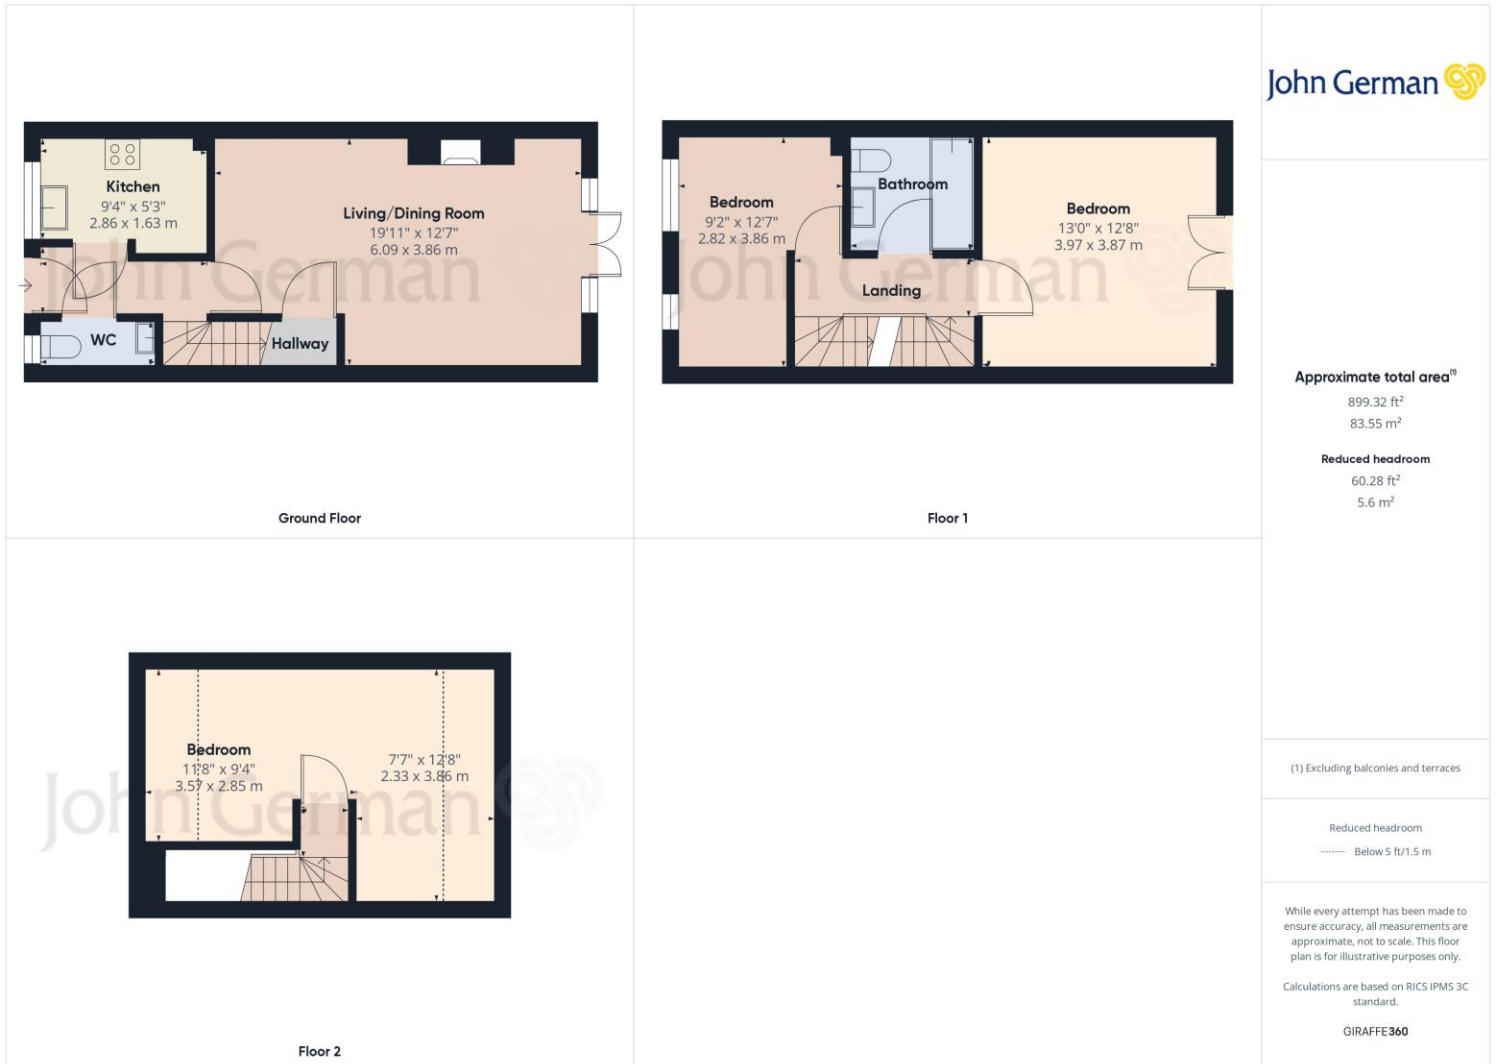 Kitchen
9'4" x 5'3"
2.86 x 1.63 m
Living/Dining Room
19'11" x 12'7"
6.09 x 3.86 m
WC
Hallway
John German
Ground Floor
Bedroom
9'2" x 12'7"
2.82 x 3.86 m
Bathroom
Bedroom
13'0" x 12'8"
3.97 x 3.87 m
Landing
John German
Floor 1
Bedroom
11'8" x 9'4"
3.57 x 2.85 m
7'7" x 12'8"
2.33 x 3.86 m
John German
Floor 2
John German
Approximate total area(1)
899.32 ft²
83.55 m²
Reduced headroom
60.28 ft²
5.6 m²
(1) Excluding balconies and terraces
Reduced headroom
Below 5 ft/1.5 m
While every attempt has been made to
ensure accuracy, all measurements are
approximate, not to scale. This floor
plan is for illustrative purposes only.
Calculations are based on RICS IPMS 3C
standard.
GIRAFFE360